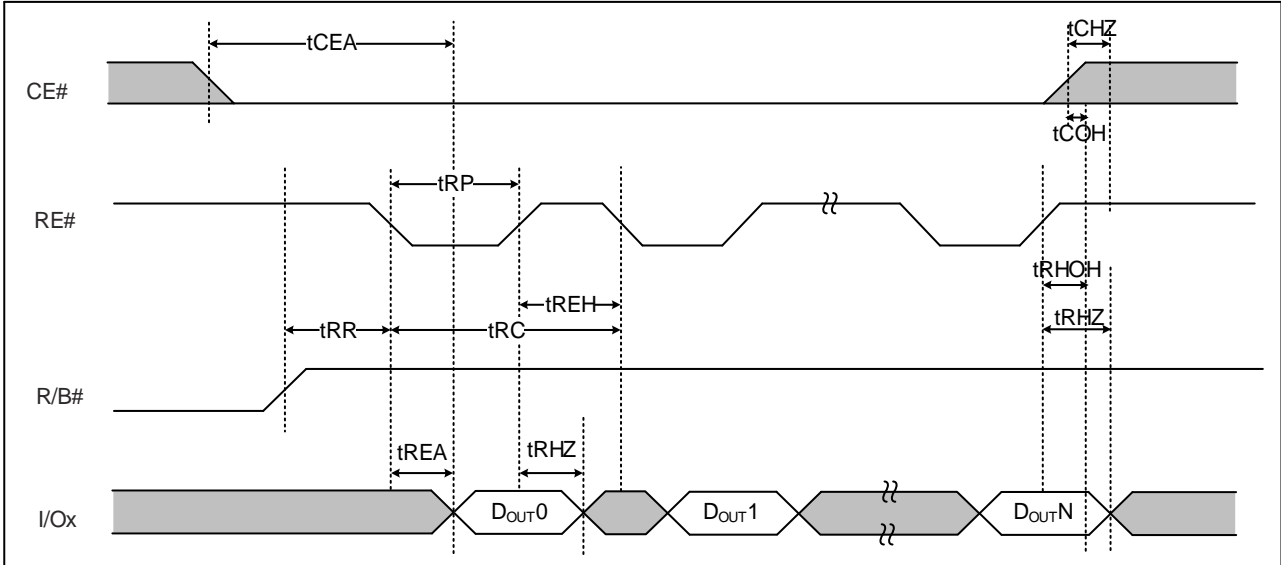 tCEA
tCHZ
CE#
tCOH
tRP
RE#
tRHOH
tREH
tRR
tRC
tRHZ
R/B#
tREA
tRHZ
I/Ox
DOUT0
DOUT1
DOUTN